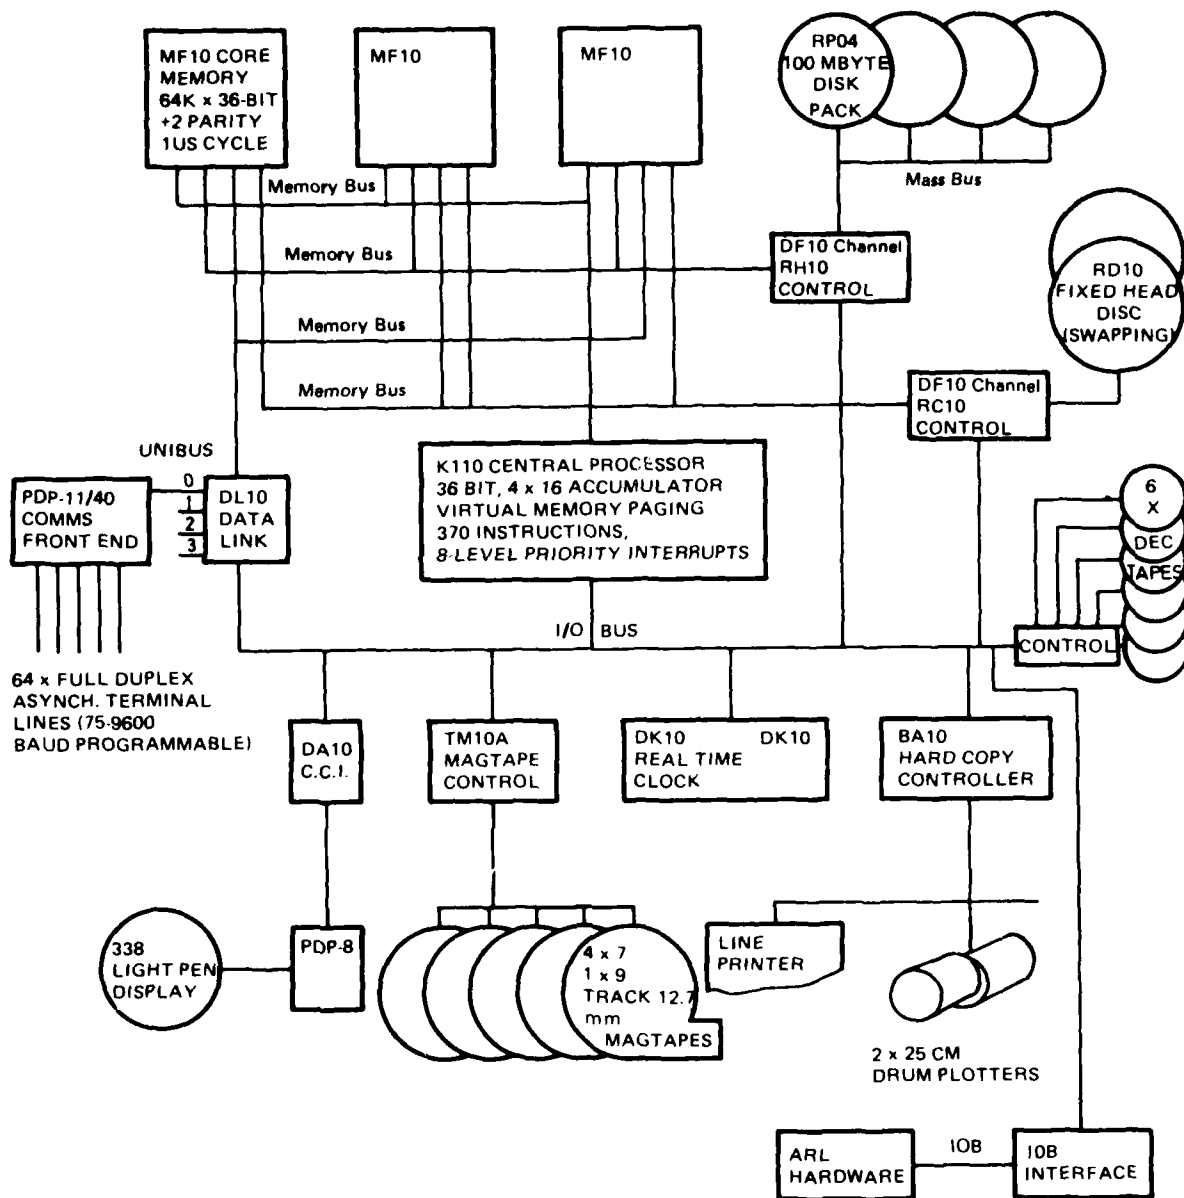 MF10 CORE
MEMORY
64K x 36-BIT
+2 PARITY
1US CYCLE
MF10
MF10
RP04
100 MBYTE
DISK
PACK
Mass Bus
Memory Bus
Memory Bus
Memory Bus
Memory Bus
DF10 Channel
RH10
CONTROL
RD10
FIXED HEAD
DISC
(SWAPPING)
DF10 Channel
RC10
CONTROL
UNIBUS
PDP-11/40
COMMS
FRONT END
0
1
2
3
DL10
DATA
LINK
K110 CENTRAL PROCESSOR
36 BIT, 4 x 16 ACCUMULATOR
VIRTUAL MEMORY PAGING
370 INSTRUCTIONS,
8-LEVEL PRIORITY INTERRUPTS
6
X
DEC
TAPES
CONTROL
I/O BUS
64 x FULL DUPLEX
ASYNCH. TERMINAL
LINES (75-9600
BAUD PROGRAMMABLE)
DA10
C.C.I.
TM10A
MAGTAPE
CONTROL
DK10 DK10
REAL TIME
CLOCK
BA10
HARD COPY
CONTROLLER
338
LIGHT PEN
DISPLAY
PDP-8
4 x 7
1 x 9
TRACK 12.7
mm
MAGTAPES
LINE
PRINTER
2 x 25 CM
DRUM PLOTTERS
ARL
HARDWARE
IOB
IOB
INTERFACE